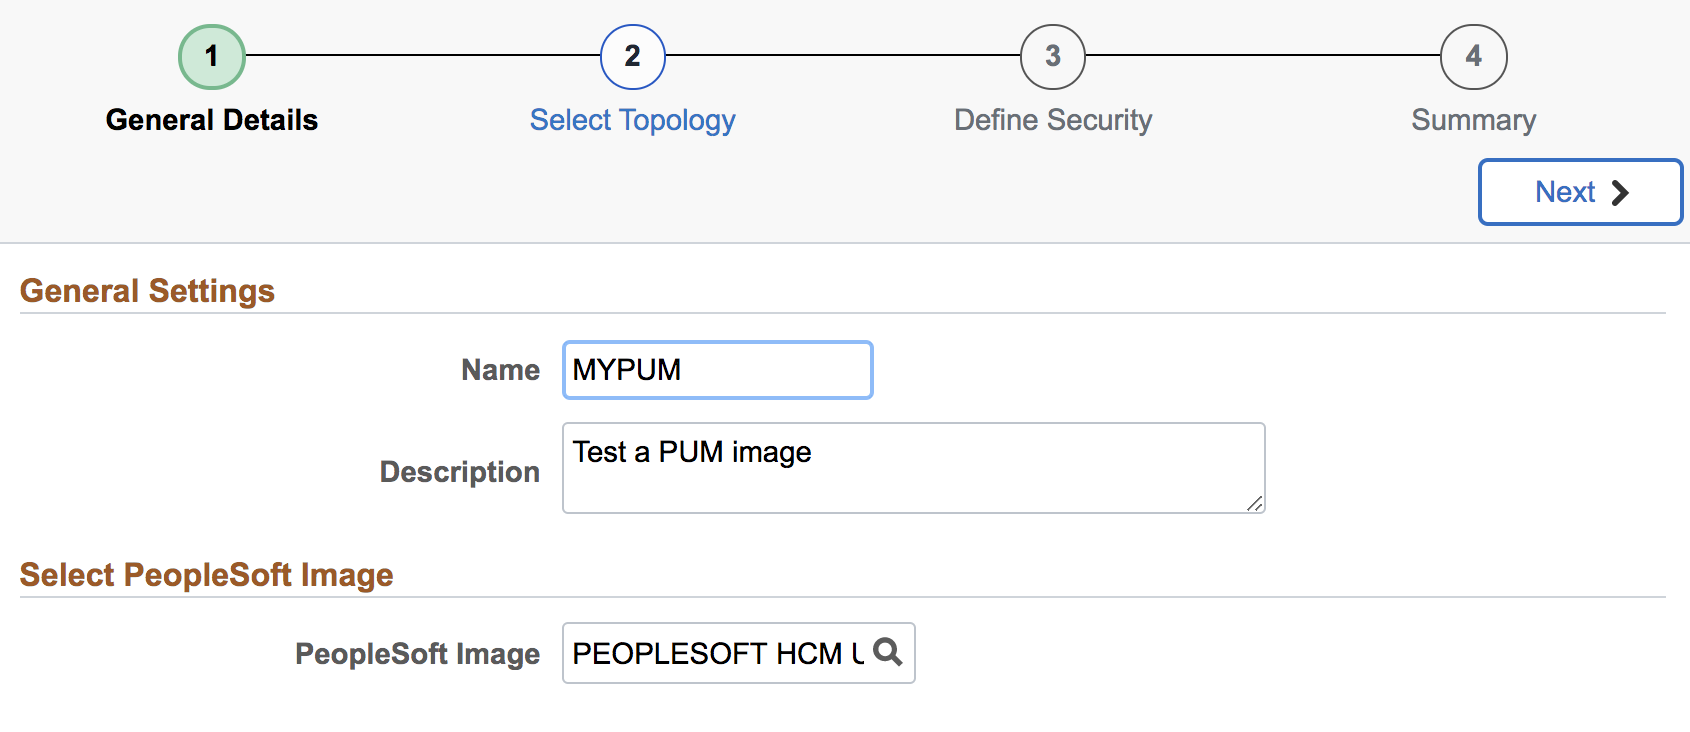 1 2 3 4
General Details Select Topology Define Security Summary
Next
General Settings
Name MYPUM
Description Test a PUM image
Select PeopleSoft Image
PeopleSoft Image PEOPLESOFT HCM